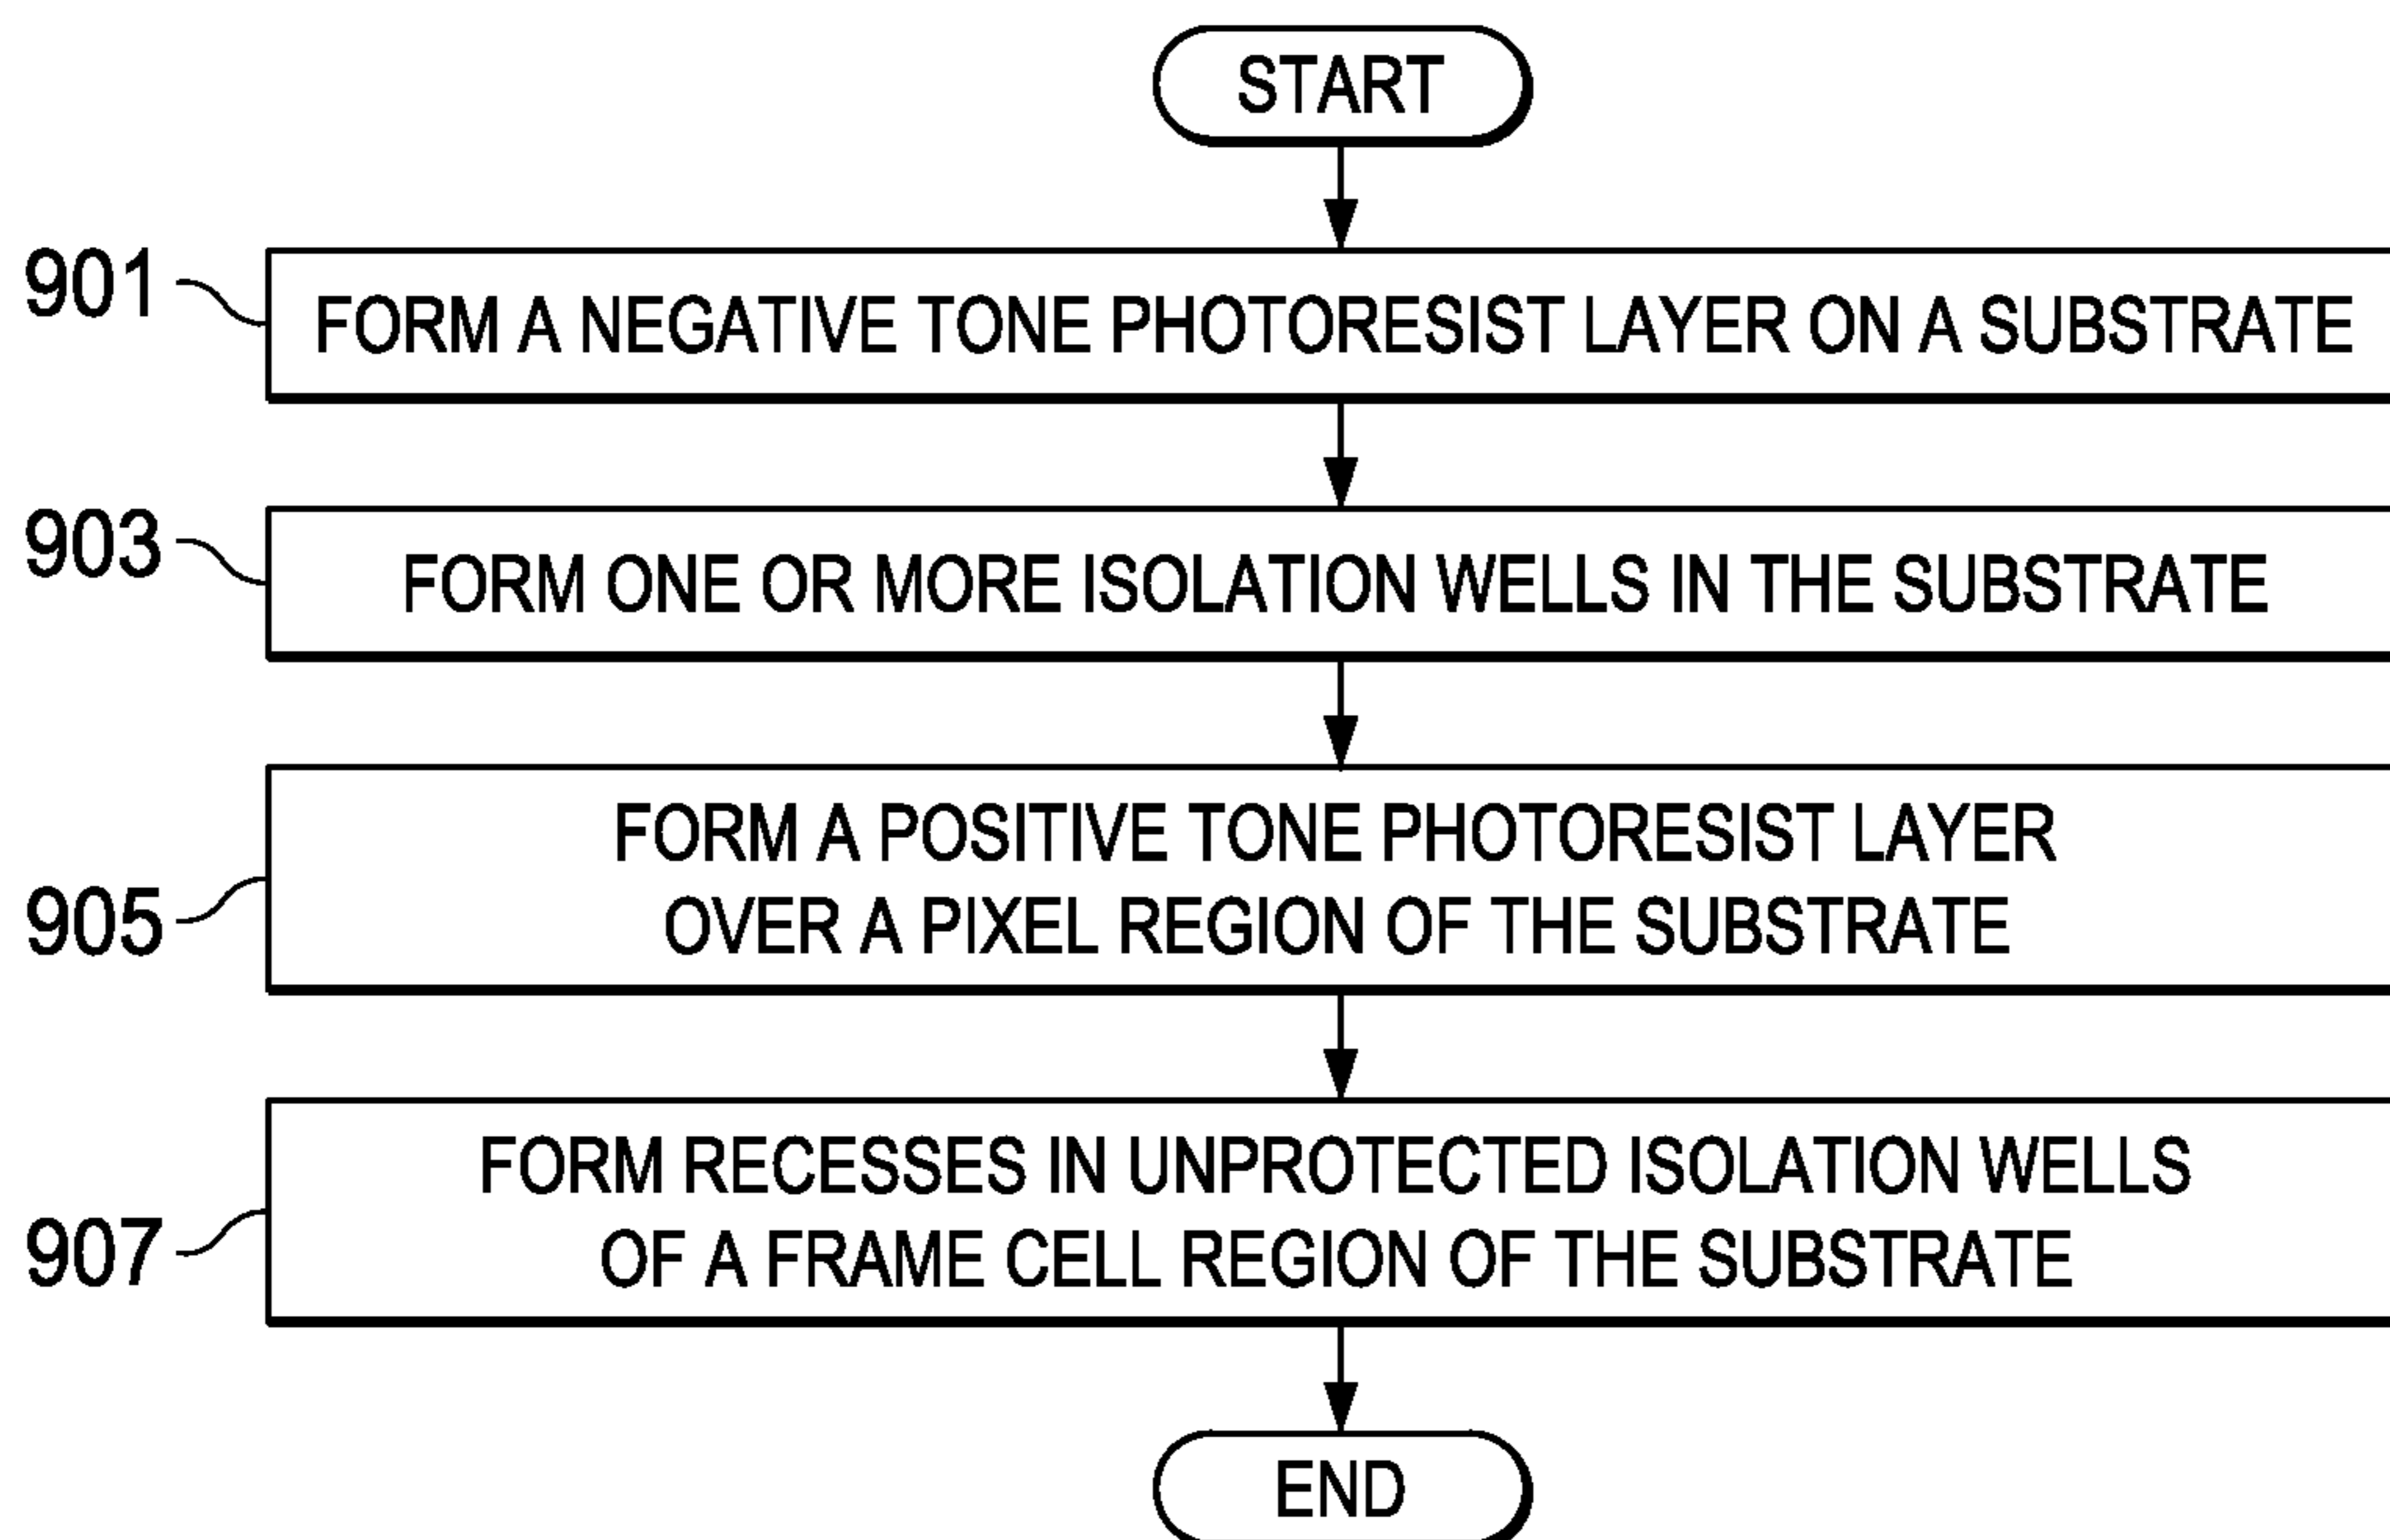 START
901
FORM A NEGATIVE TONE PHOTORESIST LAYER ON A SUBSTRATE
903
FORM ONE OR MORE ISOLATION WELLS IN THE SUBSTRATE
905
FORM A POSITIVE TONE PHOTORESIST LAYER
OVER A PIXEL REGION OF THE SUBSTRATE
907
FORM RECESSES IN UNPROTECTED ISOLATION WELLS
OF A FRAME CELL REGION OF THE SUBSTRATE
END